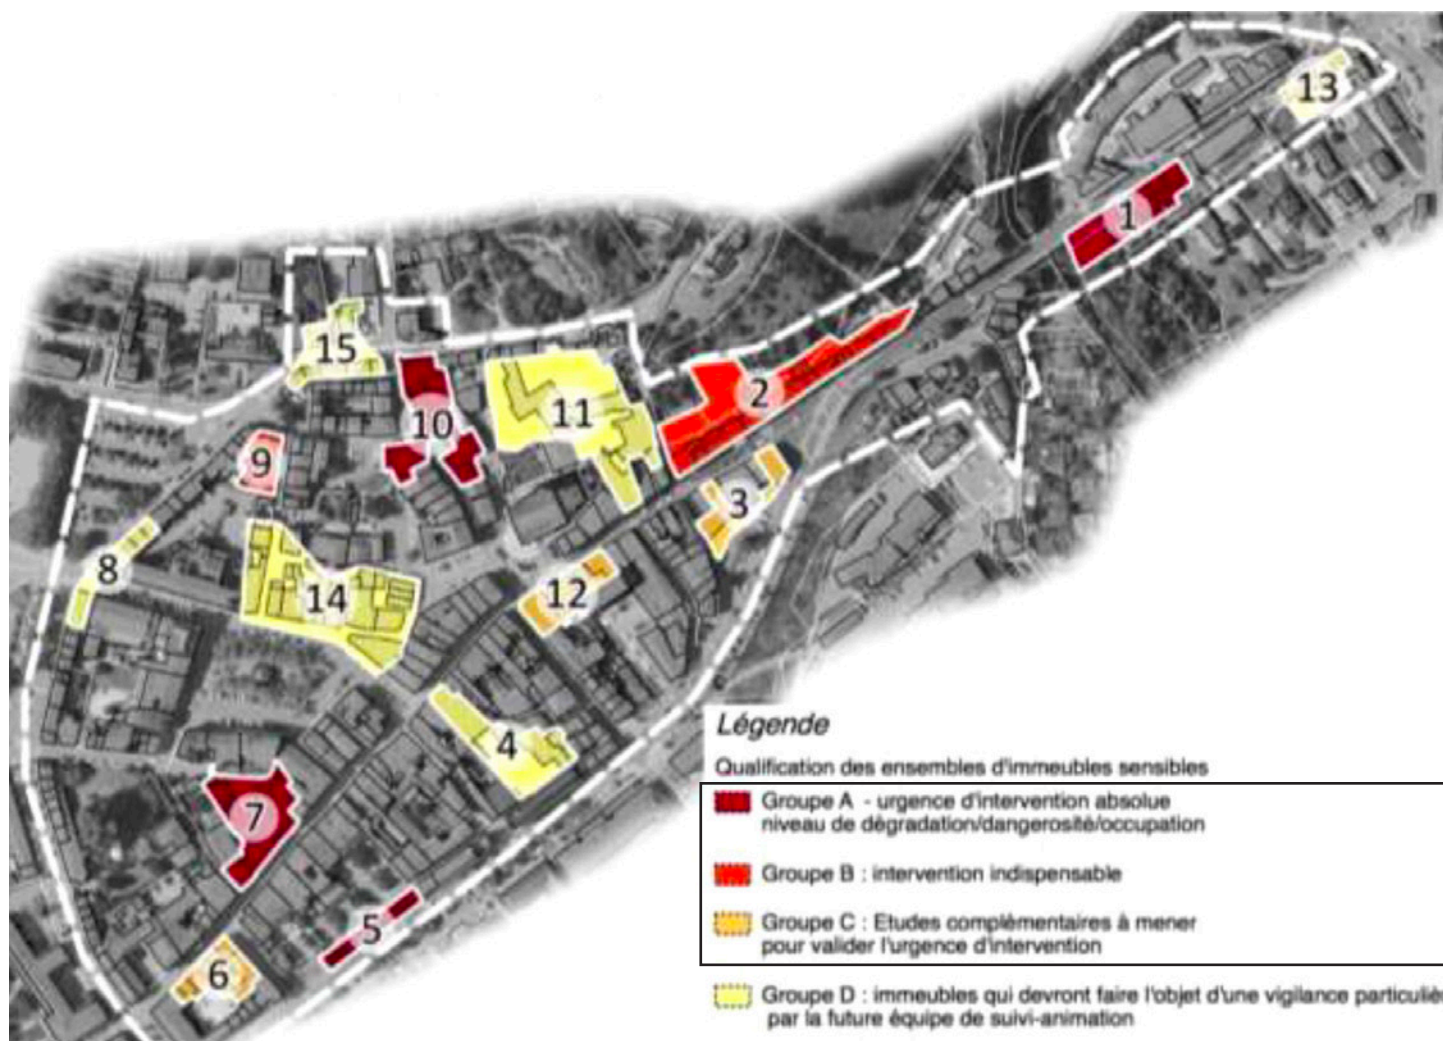 13
1
15
2
10
11
9
3
8
14
12
4
7
5
6
Légende
Qualification des ensembles d'immeubles sensibles
Groupe A - urgence d'intervention absolue
niveau de dégradation/dangerosité/occupation
Groupe B : intervention indispensable
Groupe C : Etudes complémentaires à mener
pour valider l'urgence d'intervention
Groupe D : immeubles qui devront faire l'objet d'une vigilance particuliè
par la future équipe de suivi-animation